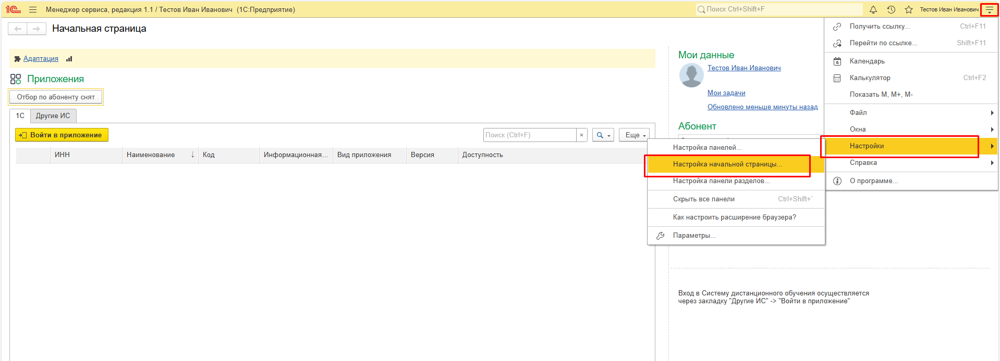 1С Менеджер сервиса, редакция 1.1 / Тестов Иван Иванович (1С:Предприятие)
Поиск Ctrl+Shift+F
Тестов Иван Иванович
Начальная страница
Адаптация
Приложения
Отбор по абоненту снят
1С Другие ИС
Войти в приложение
Поиск (Ctrl+F) × Еще
ИНН Наименование ↓ Код Информационная... Вид приложения Версия Доступность
Мои данные
Тестов Иван Иванович
Мои задачи
Обновлено меньше минуты назад
Абонент
Получить ссылку... Ctrl+F11
Перейти по ссылке... Shift+F11
6 Календарь
Калькулятор Ctrl+F2
Показать M, M+, M-
Файл
Окна
Настройки
Справка
О программе...
Настройка панелей...
Настройка начальной страницы...
Настройка панели разделов...
Скрыть все панели Ctrl+Shift+`
Как настроить расширение браузера?
Параметры...
Вход в Систему дистанционного обучения осуществляется
через закладку "Другие ИС" -> "Войти в приложение"